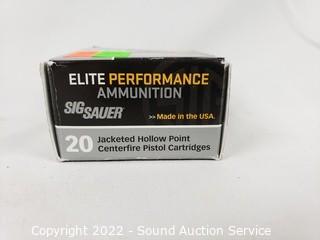 ELITE PERFORMANCE
AMMUNITION
SIG SAUER
>> Made in the USA.
20 Jacketed Hollow Point
Centerfire Pistol Cartridges
Copyright 2022 - Sound Auction Service